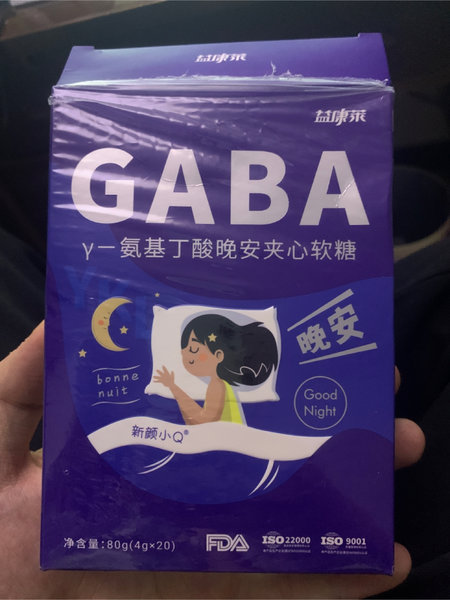 益康莱
益康莱
GABA
γ一氨基丁酸晚安夹心软糖
晚安
bonne
nuit
Good
Night
新颜小Q®
净含量:80g(4g×20)
FDA
ISO 22000
ISO 9001